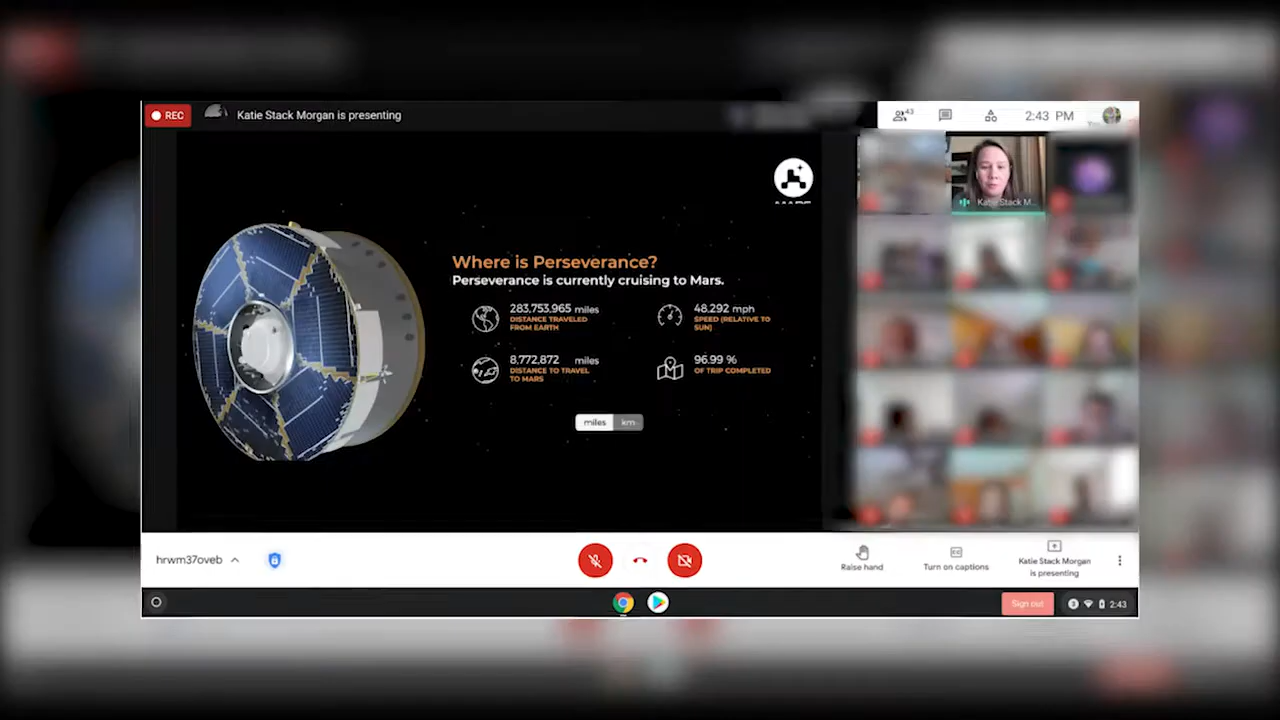 REC
Katie Stack Morgan is presenting
43
2:43 PM
Katie Stack M...
Where is Perseverance?
Perseverance is currently cruising to Mars.
283,753,965 miles
DISTANCE TRAVELED
FROM EARTH
48,292 mph
SPEED (RELATIVE TO
SUN)
8,772,872 miles
DISTANCE TO TRAVEL
TO MARS
96.99 %
OF TRIP COMPLETED
miles km
hrwm37oveb
Raise hand
Turn on captions
Katie Stack Morgan
is presenting
Sign out
2:43